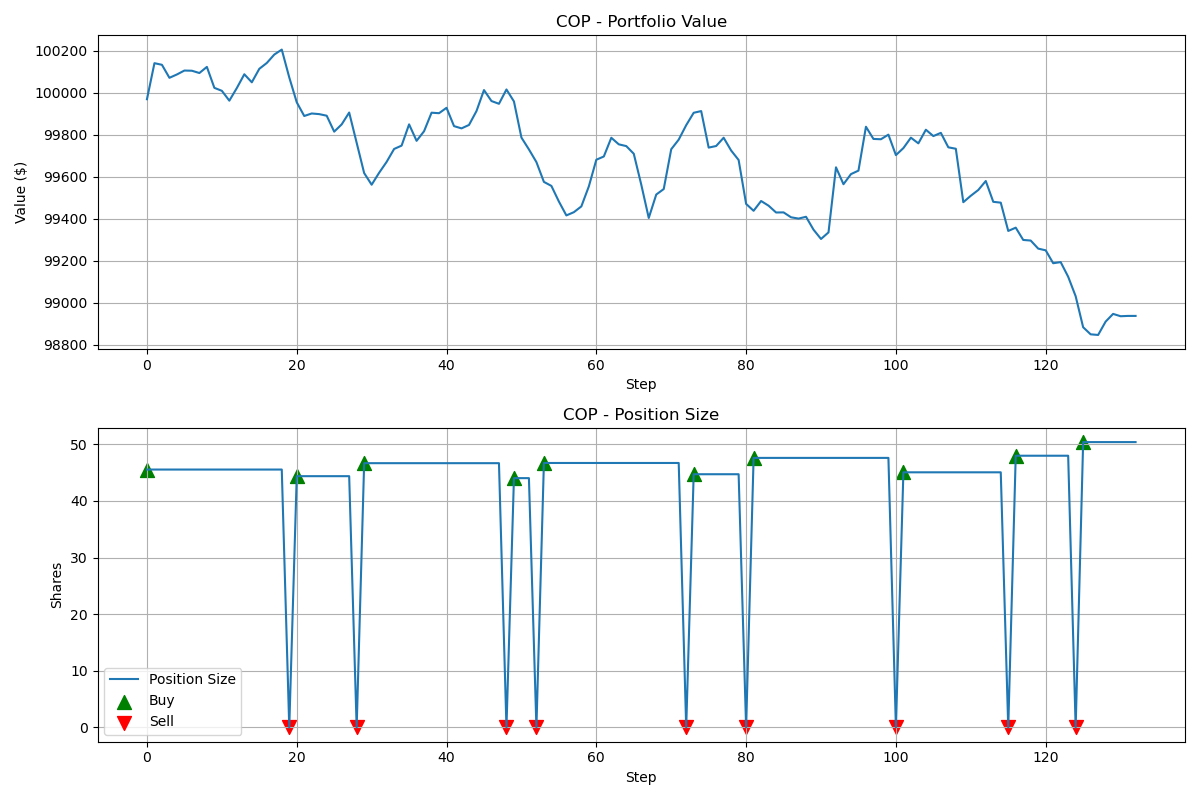 COP - Portfolio Value
Value ($)
100200
100000
99800
99600
99400
99200
99000
98800
0 20 40 60 80 100 120
Step
COP - Position Size
Shares
50
40
30
20
10
0
Position Size
Buy
Sell
0 20 40 60 80 100 120
Step